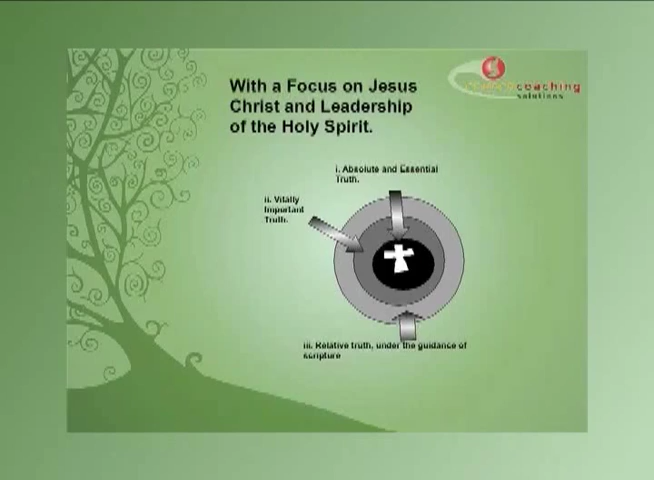 With a Focus on Jesus
Christ and Leadership
of the Holy Spirit.
coaching
solutions
i. Absolute and Essential
Truth.
ii. Vitally
Important
Truth.
iii. Relative truth, under the guidance of
scripture